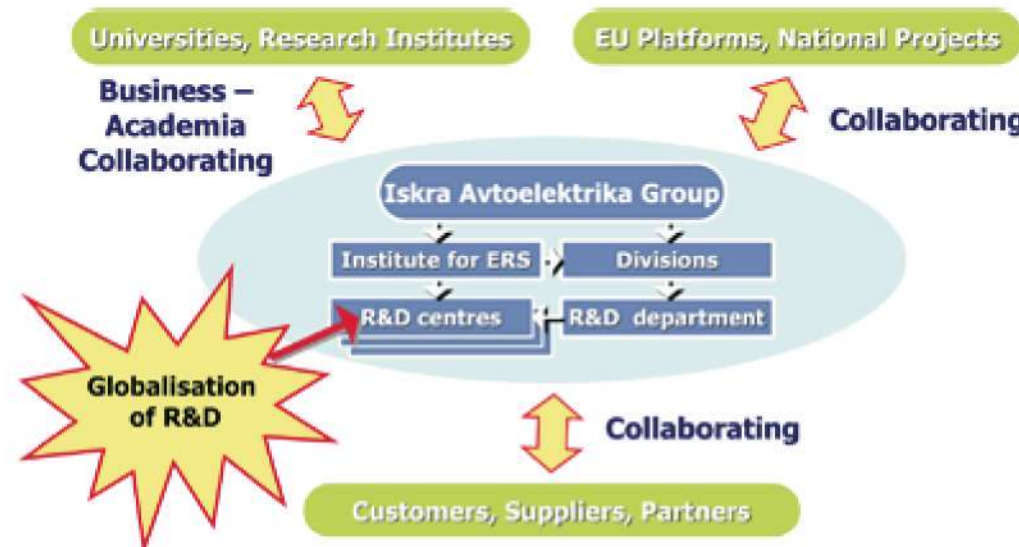 Universities, Research Institutes
EU Platforms, National Projects
Business –
Academia
Collaborating
Collaborating
Iskra Avtoelektrika Group
Institute for ERS
Divisions
R&D centres
R&D department
Globalisation
of R&D
Collaborating
Customers, Suppliers, Partners